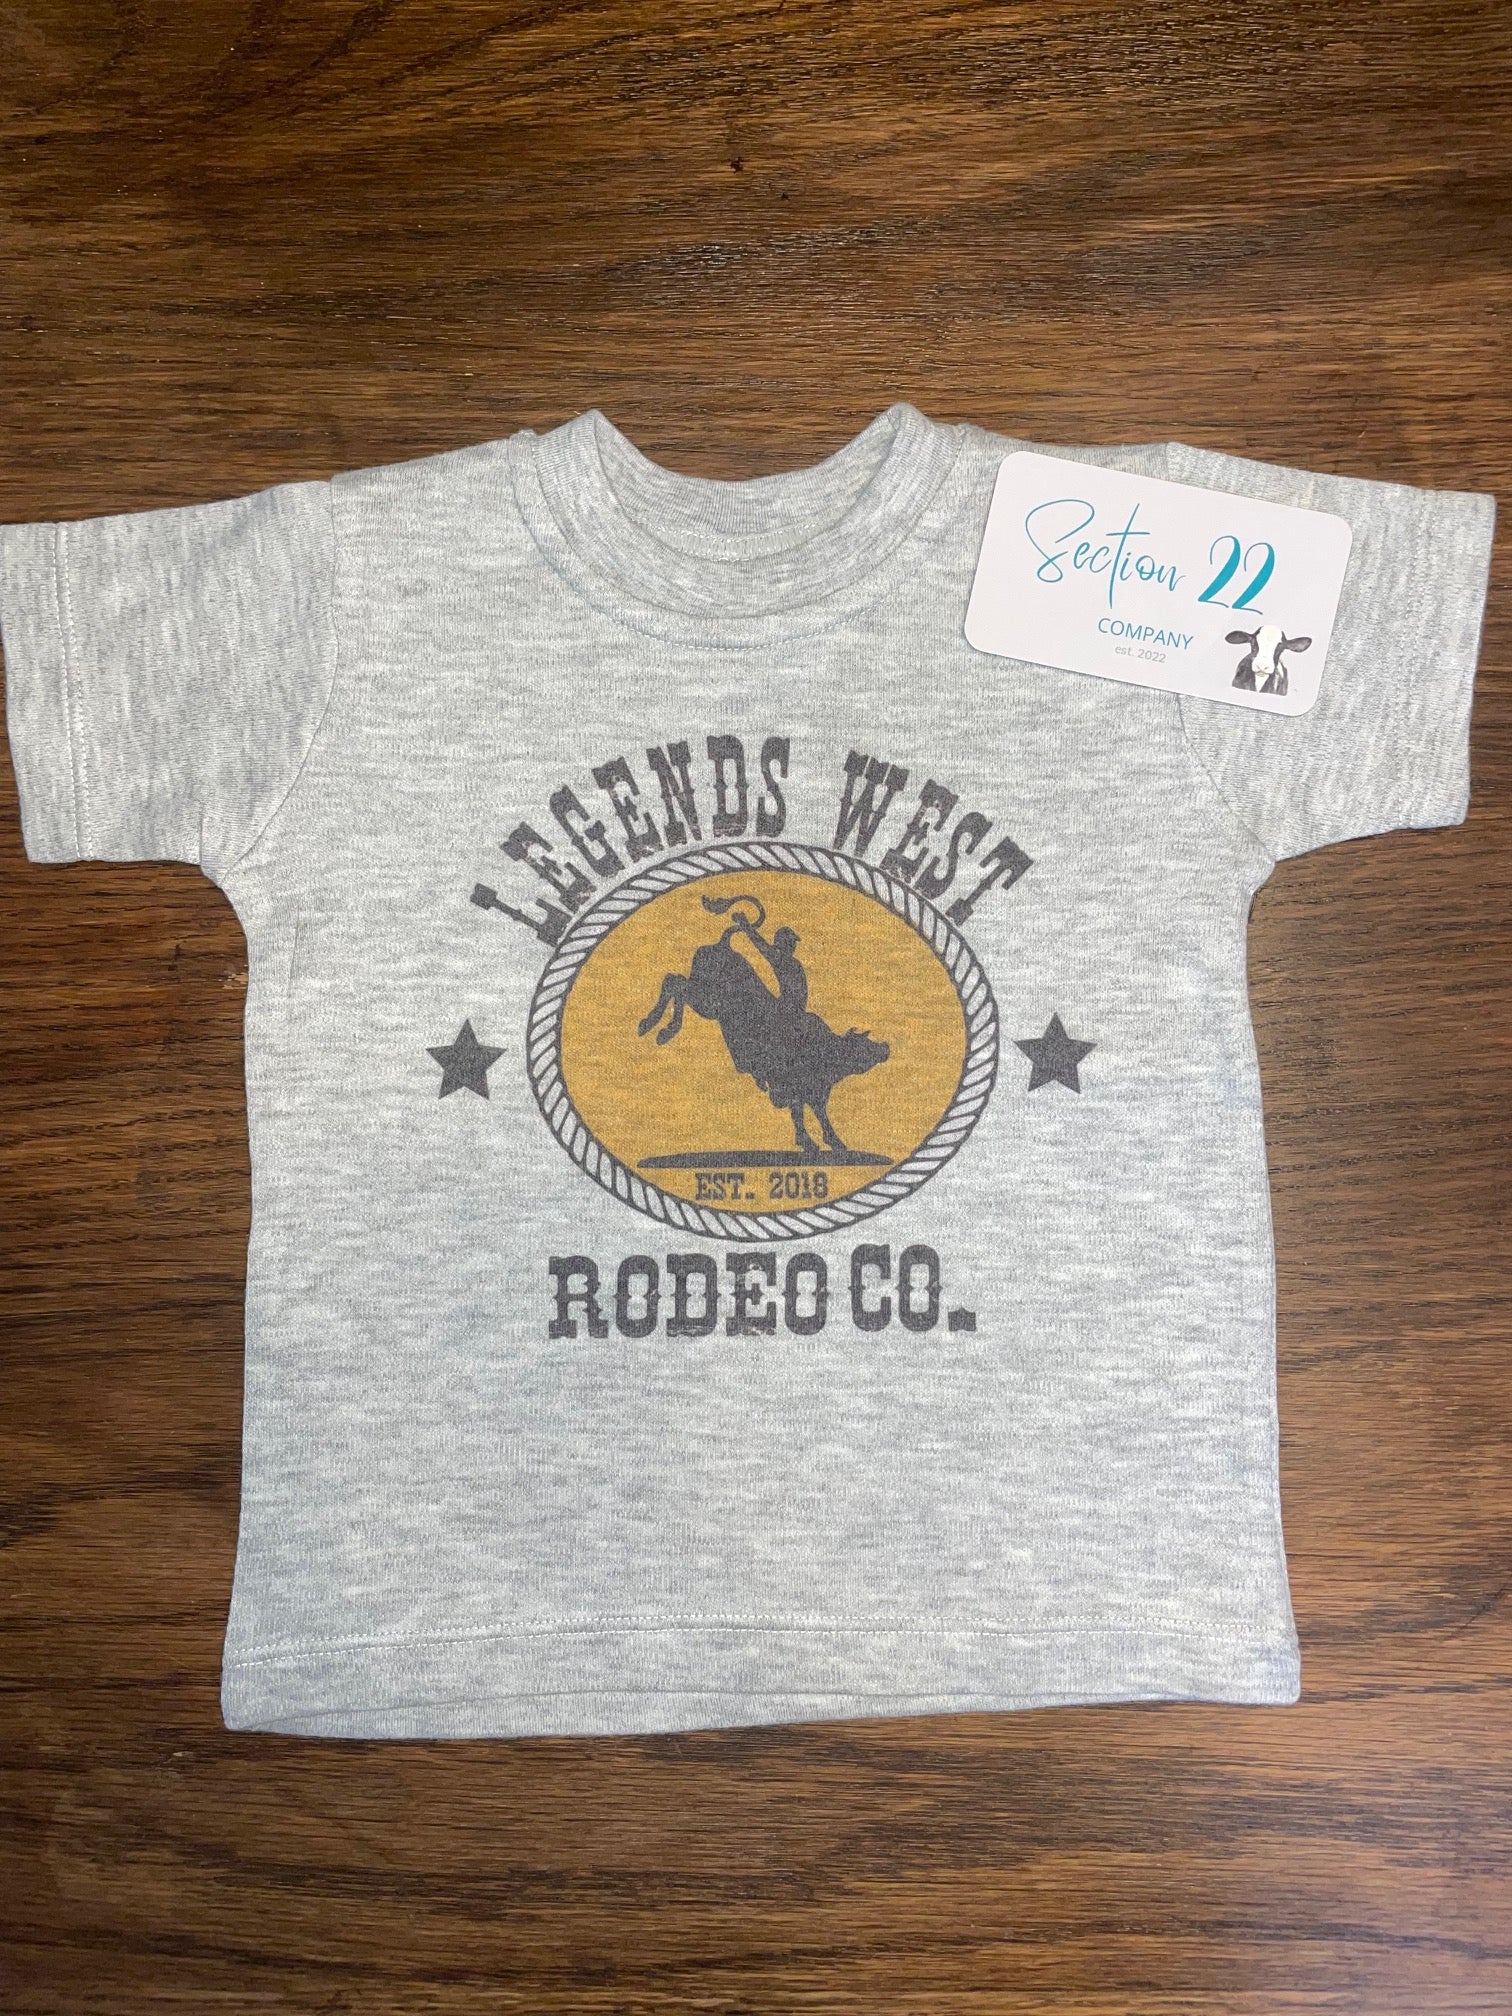 Section 22
COMPANY
est. 2022
LEGENDS WEST
EST. 2018
RODEO CO.